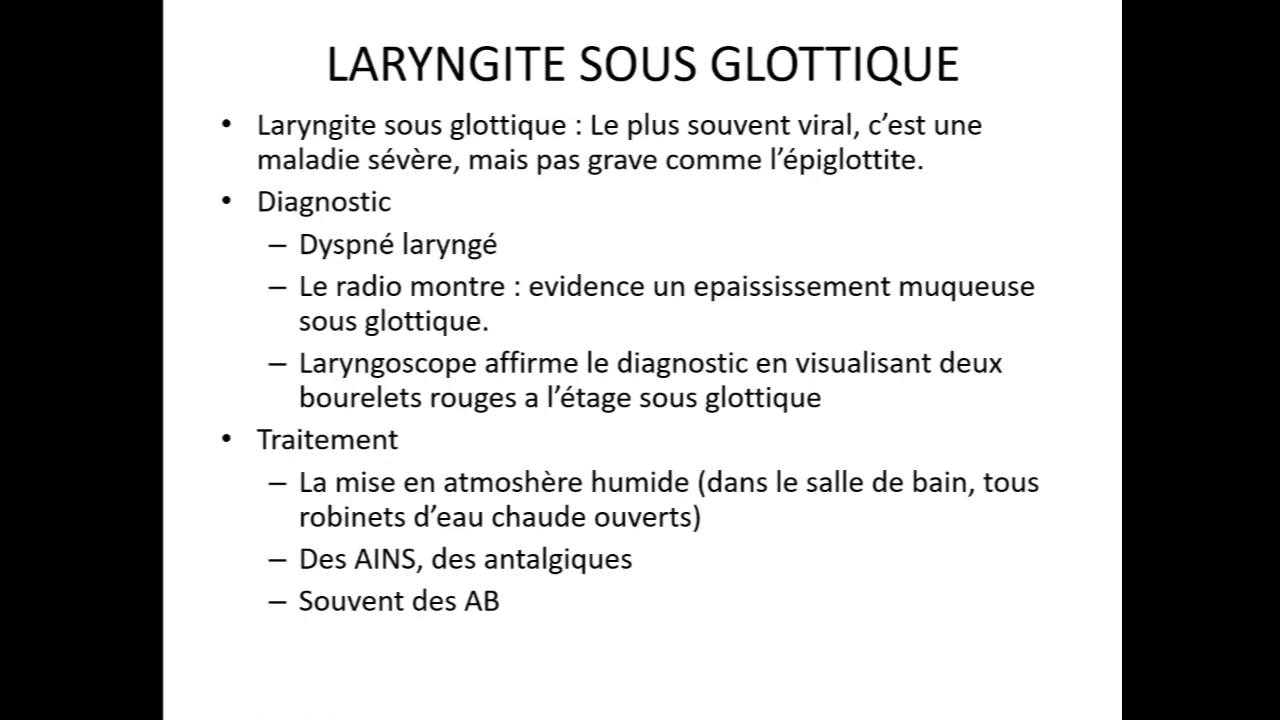 LARYNGITE SOUS GLOTTIQUE
• Laryngite sous glottique : Le plus souvent viral, c’est une
maladie sévère, mais pas grave comme l’épiglottite.
• Diagnostic
– Dyspné laryngé
– Le radio montre : evidence un epaississement muqueuse
sous glottique.
– Laryngoscope affirme le diagnostic en visualisant deux
bourelets rouges a l’étage sous glottique
• Traitement
– La mise en atmoshère humide (dans le salle de bain, tous
robinets d’eau chaude ouverts)
– Des AINS, des antalgiques
– Souvent des AB